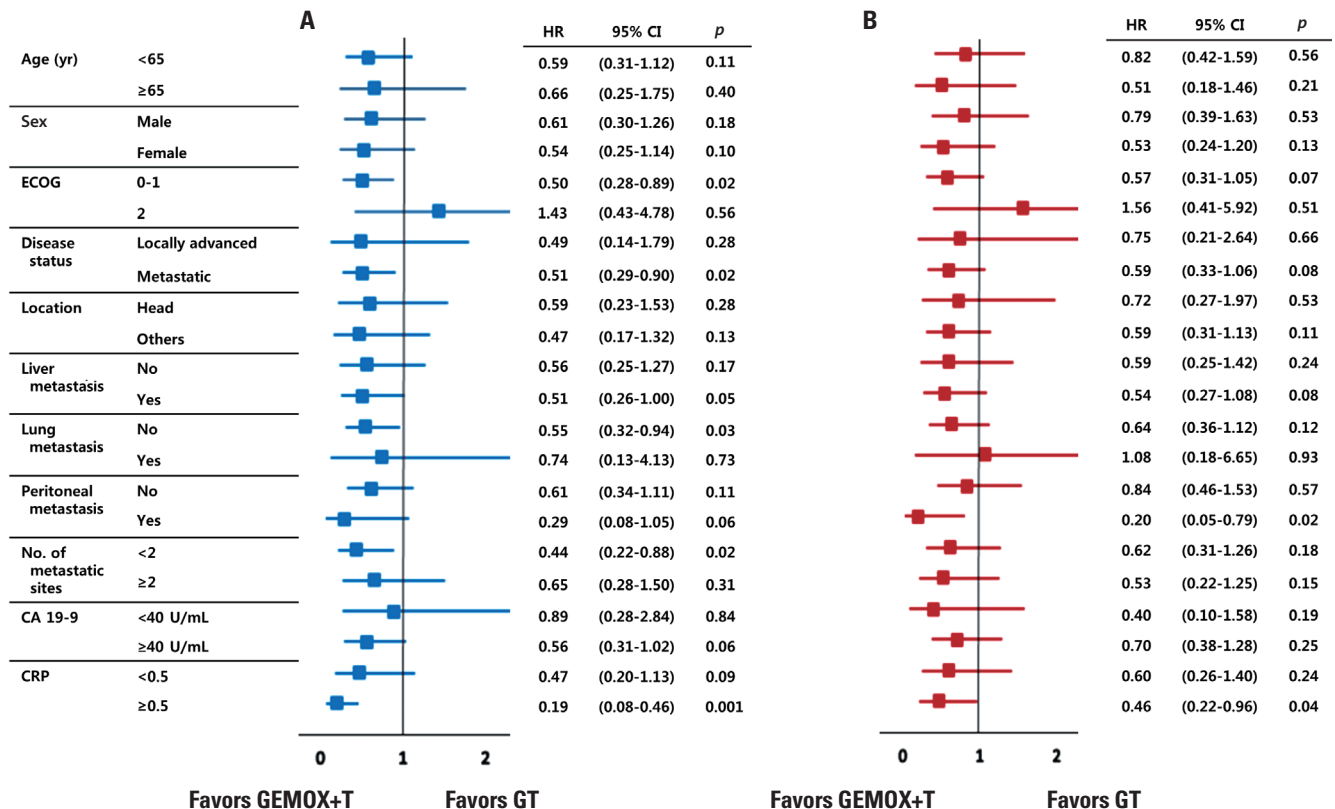 A
B
HR 95% CI p
HR 95% CI p
Age (yr) <65 0.59 (0.31-1.12) 0.11 0.82 (0.42-1.59) 0.56
≥65 0.66 (0.25-1.75) 0.40 0.51 (0.18-1.46) 0.21
Sex Male 0.61 (0.30-1.26) 0.18 0.79 (0.39-1.63) 0.53
Female 0.54 (0.25-1.14) 0.10 0.53 (0.24-1.20) 0.13
ECOG 0-1 0.50 (0.28-0.89) 0.02 0.57 (0.31-1.05) 0.07
2 1.43 (0.43-4.78) 0.56 1.56 (0.41-5.92) 0.51
Disease status Locally advanced 0.49 (0.14-1.79) 0.28 0.75 (0.21-2.64) 0.66
Metastatic 0.51 (0.29-0.90) 0.02 0.59 (0.33-1.06) 0.08
Location Head 0.59 (0.23-1.53) 0.28 0.72 (0.27-1.97) 0.53
Others 0.47 (0.17-1.32) 0.13 0.59 (0.31-1.13) 0.11
Liver metastasis No 0.56 (0.25-1.27) 0.17 0.59 (0.25-1.42) 0.24
Yes 0.51 (0.26-1.00) 0.05 0.54 (0.27-1.08) 0.08
Lung metastasis No 0.55 (0.32-0.94) 0.03 0.64 (0.36-1.12) 0.12
Yes 0.74 (0.13-4.13) 0.73 1.08 (0.18-6.65) 0.93
Peritoneal metastasis No 0.61 (0.34-1.11) 0.11 0.84 (0.46-1.53) 0.57
Yes 0.29 (0.08-1.05) 0.06 0.20 (0.05-0.79) 0.02
No. of metastatic sites <2 0.44 (0.22-0.88) 0.02 0.62 (0.31-1.26) 0.18
≥2 0.65 (0.28-1.50) 0.31 0.53 (0.22-1.25) 0.15
CA 19-9 <40 U/mL 0.89 (0.28-2.84) 0.84 0.40 (0.10-1.58) 0.19
≥40 U/mL 0.56 (0.31-1.02) 0.06 0.70 (0.38-1.28) 0.25
CRP <0.5 0.47 (0.20-1.13) 0.09 0.60 (0.26-1.40) 0.24
≥0.5 0.19 (0.08-0.46) 0.001 0.46 (0.22-0.96) 0.04
0 1 2
0 1 2
Favors GEMOX+T Favors GT
Favors GEMOX+T Favors GT